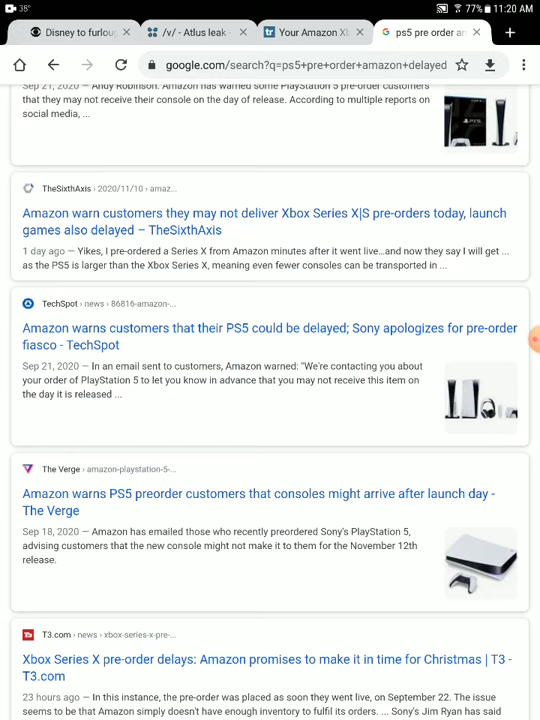 38°
77% 11:20 AM
Disney to furloug
/v/ - Atlus leak
Your Amazon Xb
ps5 pre order am
google.com/search?q=ps5+pre+order+amazon+delayed
Sep 21, 2020 — Andy Robinson. Amazon has warned some PlayStation 5 pre-order customers
that they may not receive their console on the day of release. According to multiple reports on
social media, ...
TheSixthAxis › 2020/11/10 › amaz...
Amazon warn customers they may not deliver Xbox Series X|S pre-orders today, launch
games also delayed – TheSixthAxis
1 day ago — Yikes, I pre-ordered a Series X from Amazon minutes after it went live…and now they say I will get ...
as the PS5 is larger than the Xbox Series X, meaning even fewer consoles can be transported in ...
TechSpot › news › 86816-amazon-...
Amazon warns customers that their PS5 could be delayed; Sony apologizes for pre-order
fiasco - TechSpot
Sep 21, 2020 — In an email sent to customers, Amazon warned: "We're contacting you about
your order of PlayStation 5 to let you know in advance that you may not receive this item on
the day it is released ...
The Verge › amazon-playstation-5-...
Amazon warns PS5 preorder customers that consoles might arrive after launch day -
The Verge
Sep 18, 2020 — Amazon has emailed those who recently preordered Sony's PlayStation 5,
advising customers that the new console might not make it to them for the November 12th
release.
T3.com › news › xbox-series-x-pre-...
Xbox Series X pre-order delays: Amazon promises to make it in time for Christmas | T3 -
T3.com
23 hours ago — In this instance, the pre-order was placed as soon they went live, on September 22. The issue
seems to be that Amazon simply doesn't have enough inventory to fulfil its orders. ... Sony's Jim Ryan has said